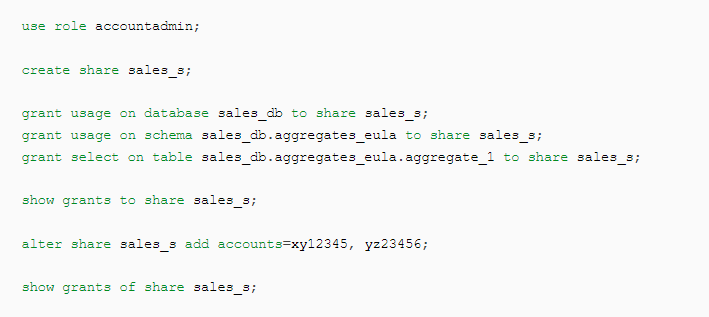 use role accountadmin;
create share sales_s;
grant usage on database sales_db to share sales_s;
grant usage on schema sales_db.aggregates_eula to share sales_s;
grant select on table sales_db.aggregates_eula.aggregate_1 to share sales_s;
show grants to share sales_s;
alter share sales_s add accounts=xy12345, yz23456;
show grants of share sales_s;